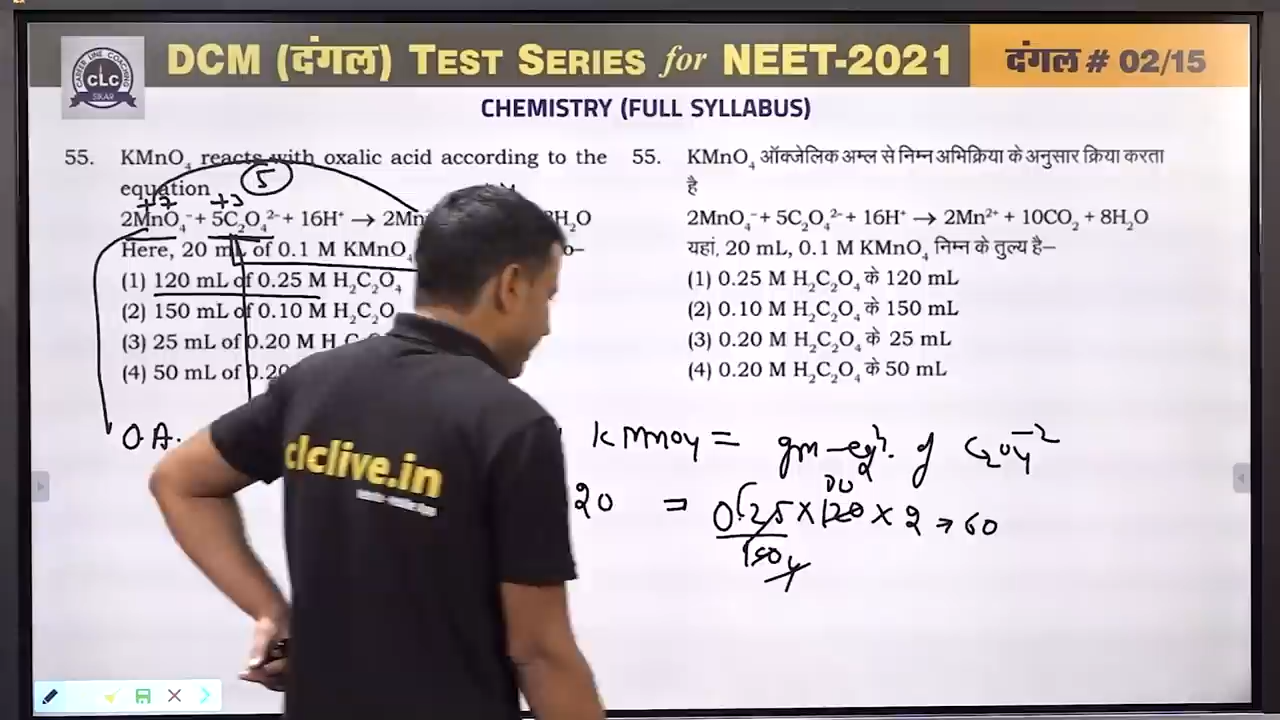 DCM (दंगल) TEST SERIES for NEET-2021
दंगल # 02/15
CLC
SIKAR
CHEMISTRY (FULL SYLLABUS)
55. KMnO₄ reacts with oxalic acid according to the
equation
5
+7 +3
2MnO₄⁻ + 5C₂O₄²⁻ + 16H⁺ → 2Mn H₂O
Here, 20 mL of 0.1 M KMnO₄ o–
(1) 120 mL of 0.25 M H₂C₂O₄
(2) 150 mL of 0.10 M H₂C₂O
(3) 25 mL of 0.20 M H C
(4) 50 mL of 0.20
55. KMnO₄ ऑक्जेलिक अम्ल से निम्न अभिक्रिया के अनुसार क्रिया करता
है
2MnO₄⁻ + 5C₂O₄²⁻ + 16H⁺ → 2Mn²⁺ + 10CO₂ + 8H₂O
यहां, 20 mL, 0.1 M KMnO₄ निम्न के तुल्य है–
(1) 0.25 M H₂C₂O₄ के 120 mL
(2) 0.10 M H₂C₂O₄ के 150 mL
(3) 0.20 M H₂C₂O₄ के 25 mL
(4) 0.20 M H₂C₂O₄ के 50 mL
O.A. KMnO₄ = gm-eq. of C₂O₄⁻²
20 = 0.25 × 120 × 2 → 60
clclive.in